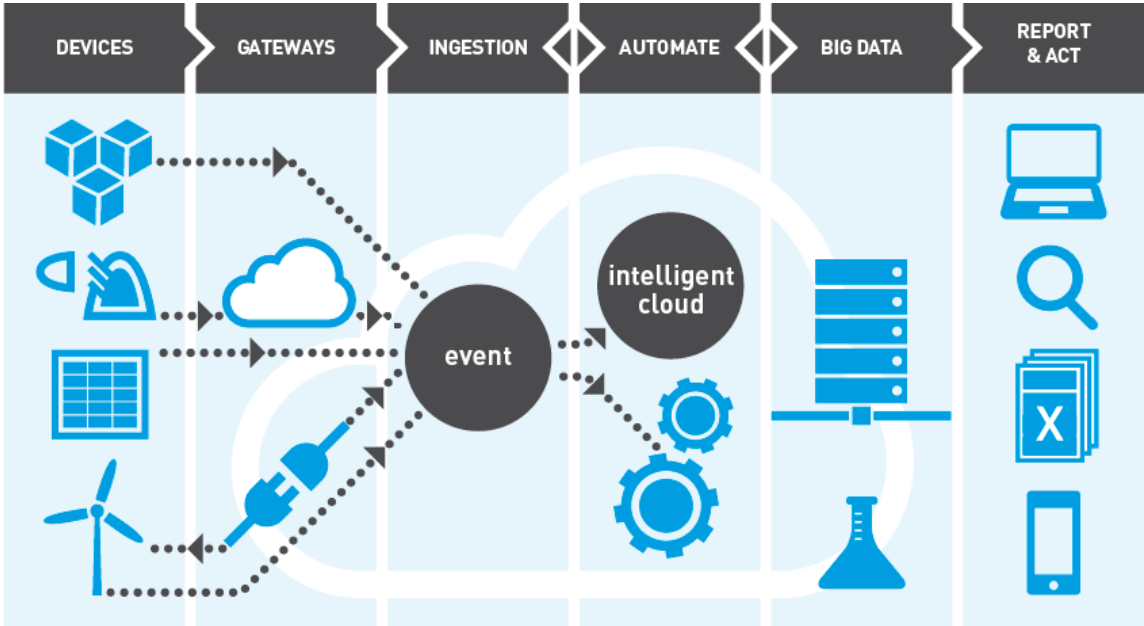 DEVICES
GATEWAYS
INGESTION
AUTOMATE
BIG DATA
REPORT
& ACT
intelligent
cloud
event
X